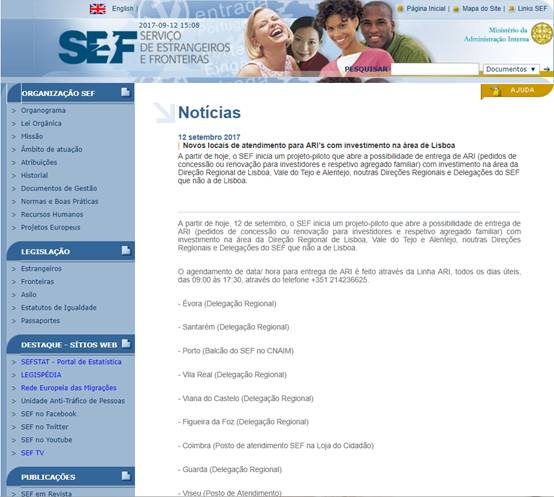 English |
Página Inicial | Mapa do Site | Links SEF
2017-09-12 15:08
SEF SERVIÇO
DE ESTRANGEIROS
E FRONTEIRAS
Ministério da
Administração Interna
PESQUISAR Documentos
AJUDA
ORGANIZAÇÃO SEF
> Organograma
> Lei Orgânica
> Missão
> Âmbito de atuação
> Atribuições
> Historial
> Documentos de Gestão
> Normas e Boas Práticas
> Recursos Humanos
> Projetos Europeus
LEGISLAÇÃO
> Estrangeiros
> Fronteiras
> Asilo
> Estatutos de Igualdade
> Passaportes
DESTAQUE - SÍTIOS WEB
> SEFSTAT - Portal de Estatística
> LEGISPÉDIA
> Rede Europeia das Migrações
> Unidade Anti-Tráfico de Pessoas
> SEF no Facebook
> SEF no Twitter
> SEF no Youtube
> SEF TV
PUBLICAÇÕES
> SEF em Revista
Notícias
12 setembro 2017
| Novos locais de atendimento para ARI's com investimento na área de Lisboa
A partir de hoje, o SEF inicia um projeto-piloto que abre a possibilidade de entrega de ARI (pedidos de
concessão ou renovação para investidores e respetivo agregado familiar) com investimento na área da
Direção Regional de Lisboa, Vale do Tejo e Alentejo, noutras Direções Regionais e Delegações do SEF
que não a de Lisboa.
A partir de hoje, 12 de setembro, o SEF inicia um projeto-piloto que abre a possibilidade de entrega de
ARI (pedidos de concessão ou renovação para investidores e respetivo agregado familiar) com
investimento na área da Direção Regional de Lisboa, Vale do Tejo e Alentejo, noutras Direções
Regionais e Delegações do SEF que não a de Lisboa.
O agendamento de data/ hora para entrega de ARI é feito através da Linha ARI, todos os dias úteis,
das 09:00 às 17:30, através do telefone +351 214236625.
- Évora (Delegação Regional)
- Santarém (Delegação Regional)
- Porto (Balcão do SEF no CNAIM)
- Vila Real (Delegação Regional)
- Viana do Castelo (Delegação Regional)
- Figueira da Foz (Delegação Regional)
- Coimbra (Posto de atendimento SEF na Loja do Cidadão)
- Guarda (Delegação Regional)
- Viseu (Posto de Atendimento)